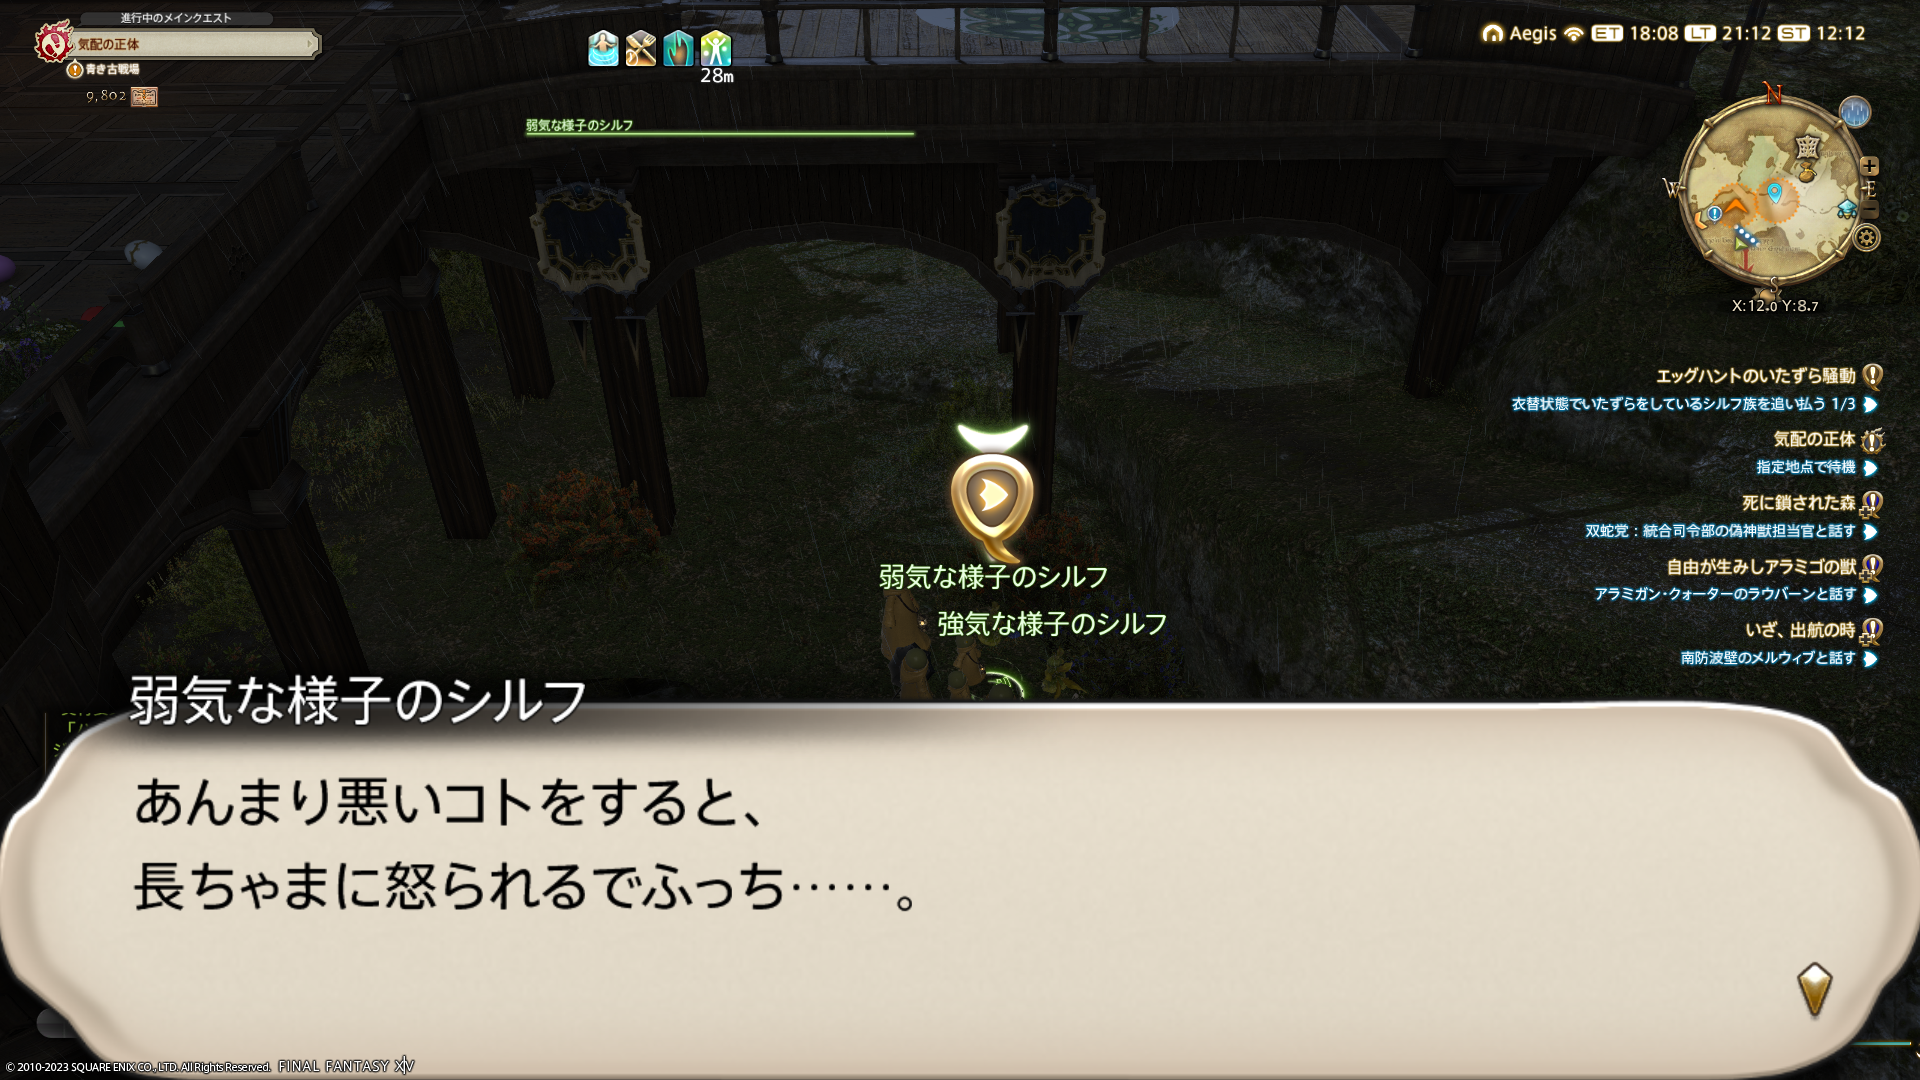 進行中のメインクエスト
気配の正体
青き古戦場
9,802
28m
弱気な様子のシルフ
Aegis ET 18:08 LT 21:12 ST 12:12
N
W
E
S
X:12.0 Y:8.7
エッグハントのいたずら騒動
衣替状態でいたずらをしているシルフ族を追い払う 1/3
気配の正体
指定地点で待機
死に鎖された森
双蛇党：統合司令部の偽神獣担当官と話す
自由が生みしアラミゴの獣
アラミガン・クォーターのラウバーンと話す
いざ、出航の時
南防波壁のメルウィブと話す
弱気な様子のシルフ
強気な様子のシルフ
弱気な様子のシルフ
あんまり悪いコトをすると、
長ちゃまに怒られるでふっち……。
© 2010-2023 SQUARE ENIX CO., LTD. All Rights Reserved. FINAL FANTASY XIV